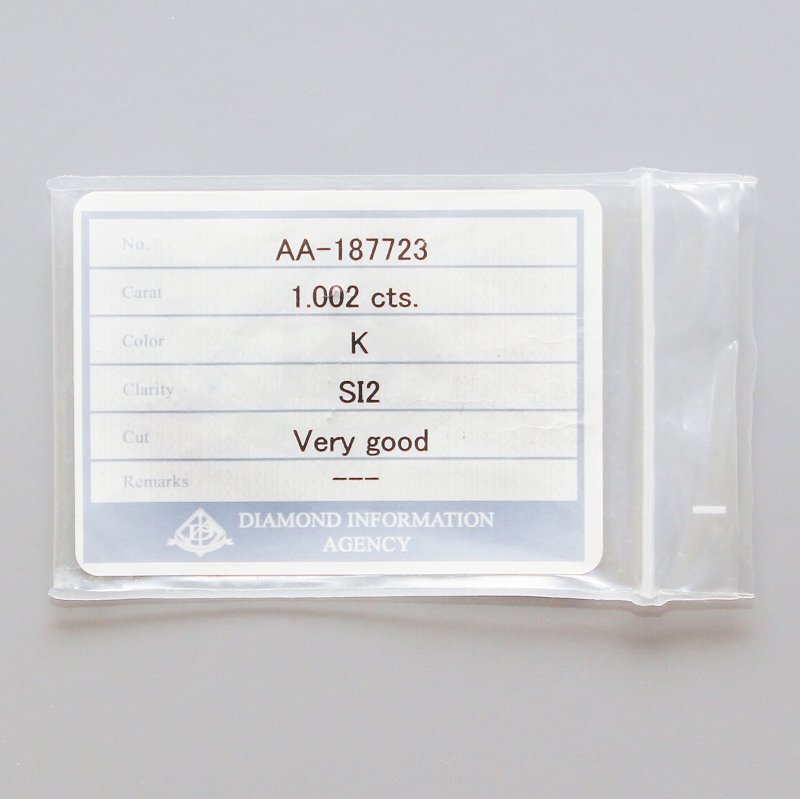 No. AA-187723
Carat 1.002 cts.
Color K
Clarity SI2
Cut Very good
Remarks ---
DIAMOND INFORMATION
AGENCY